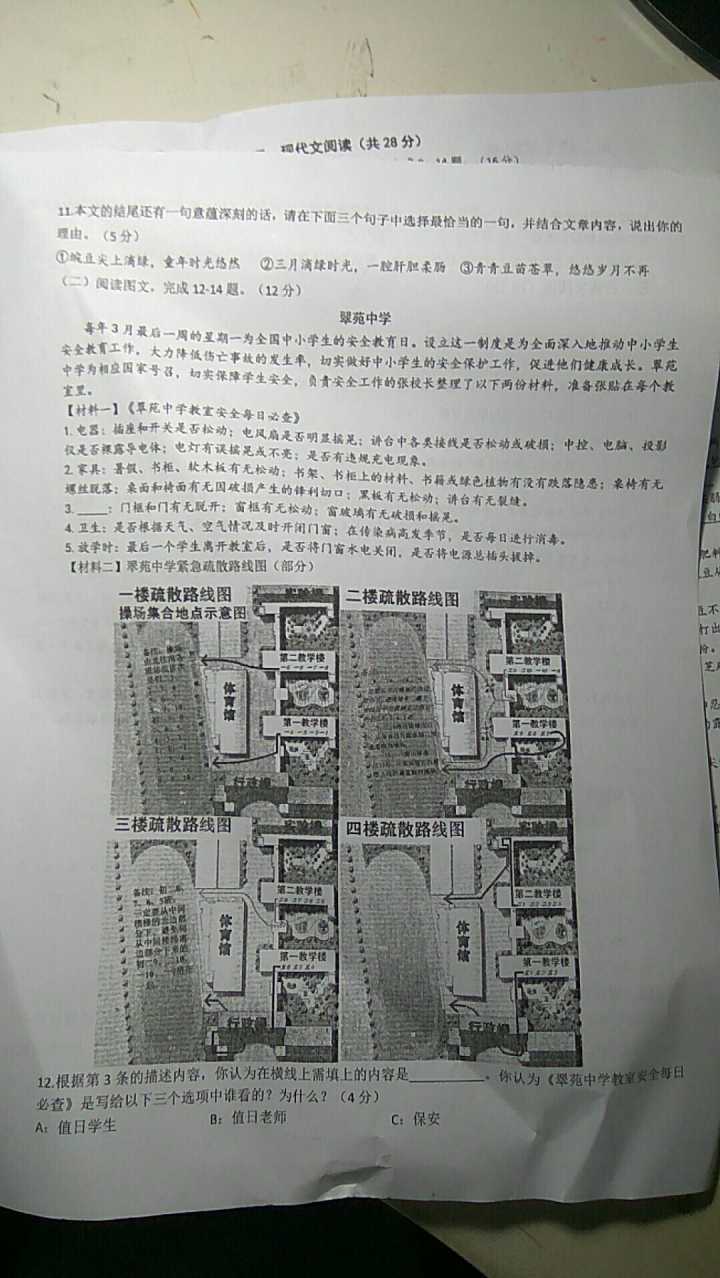 现代文阅读（共28分）
11.本文的结尾还有一句意蕴深刻的话，请在下面三个句子中选择最恰当的一句，并结合文章内容，说出你的
理由。（5分）
①豌豆尖上滴绿，童年时光悠然 ②三月滴绿时光，一腔肝胆柔肠 ③青青豆苗苍翠，悠悠岁月不再
（二）阅读图文，完成12-14题。（12分）
翠苑中学
每年3月最后一周的星期一为全国中小学生的安全教育日。设立这一制度是为全面深入地推动中小学生
安全教育工作，大力降低伤亡事故的发生率，切实做好中小学生的安全保护工作，促进他们健康成长。翠苑
中学为相应国家号召，切实保障学生安全，负责安全工作的张校长整理了以下两份材料，准备张贴在每个教
室里。
【材料一】《翠苑中学教室安全每日必查》
1.电器：插座和开关是否松动；电风扇是否明显摇晃；讲台中各类接线是否松动或破损；中控、电脑、投影
仪是否裸露导电体；电灯有误摇晃或不亮；是否有违规充电现象。
2.家具：暑假、书柜、软木板有无松动；书架、书柜上的材料、书籍或绿色植物有没有跌落隐患；桌椅有无
螺丝脱落；桌面和椅面有无因破损产生的锋利切口；黑板有无松动；讲台有无裂缝。
3.____：门框和门有无脱开；窗框有无松动；窗玻璃有无破损和摇晃。
4.卫生：是否根据天气、空气情况及时开闭门窗；在传染病高发季节，是否每日进行消毒。
5.放学时：最后一个学生离开教室后，是否将门窗水电关闭，是否将电源总插头拔掉。
【材料二】翠苑中学紧急疏散路线图（部分）
一楼疏散路线图
操场集合地点示意图
实验楼
第二教学楼
体育馆
第一教学楼
行政楼
二楼疏散路线图
实验楼
第二教学楼
体育馆
第一教学楼
行政楼
三楼疏散路线图
实验楼
第二教学楼
体育馆
第一教学楼
行政楼
四楼疏散路线图
实验楼
第二教学楼
体育馆
第一教学楼
行政楼
12.根据第3条的描述内容，你认为在横线上需填上的内容是__________。你认为《翠苑中学教室安全每日
必查》是写给以下三个选项中谁看的？为什么？（4分）
A：值日学生 B：值日老师 C：保安